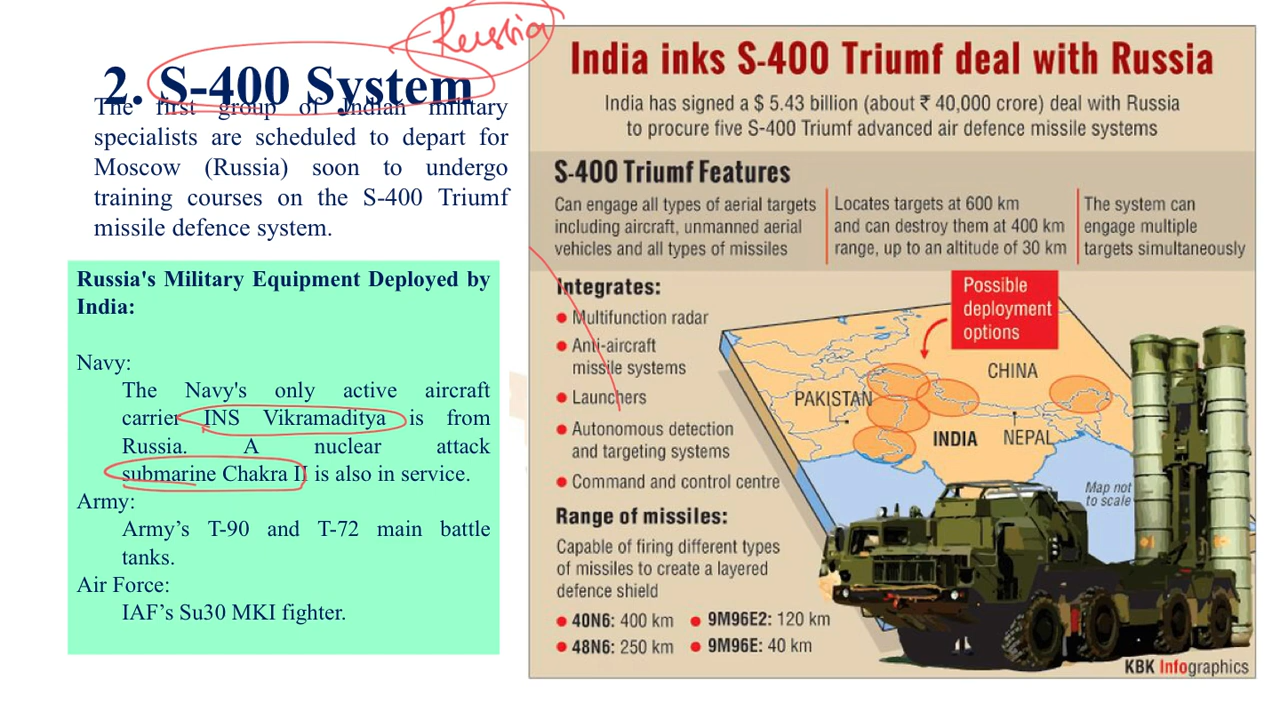 Russia
2. S-400 System
The first group of Indian military
specialists are scheduled to depart for
Moscow (Russia) soon to undergo
training courses on the S-400 Triumf
missile defence system.
Russia's Military Equipment Deployed by
India:
Navy:
The Navy's only active aircraft
carrier INS Vikramaditya is from
Russia. A nuclear attack
submarine Chakra II is also in service.
Army:
Army's T-90 and T-72 main battle
tanks.
Air Force:
IAF's Su30 MKI fighter.
India inks S-400 Triumf deal with Russia
India has signed a $ 5.43 billion (about ₹ 40,000 crore) deal with Russia
to procure five S-400 Triumf advanced air defence missile systems
S-400 Triumf Features
Can engage all types of aerial targets
including aircraft, unmanned aerial
vehicles and all types of missiles
Locates targets at 600 km
and can destroy them at 400 km
range, up to an altitude of 30 km
The system can
engage multiple
targets simultaneously
Integrates:
● Multifunction radar
● Anti-aircraft
missile systems
● Launchers
● Autonomous detection
and targeting systems
● Command and control centre
Range of missiles:
Capable of firing different types
of missiles to create a layered
defence shield
● 40N6: 400 km ● 9M96E2: 120 km
● 48N6: 250 km ● 9M96E: 40 km
Possible
deployment
options
CHINA
PAKISTAN
INDIA
NEPAL
Map not
to scale
KBK Infographics